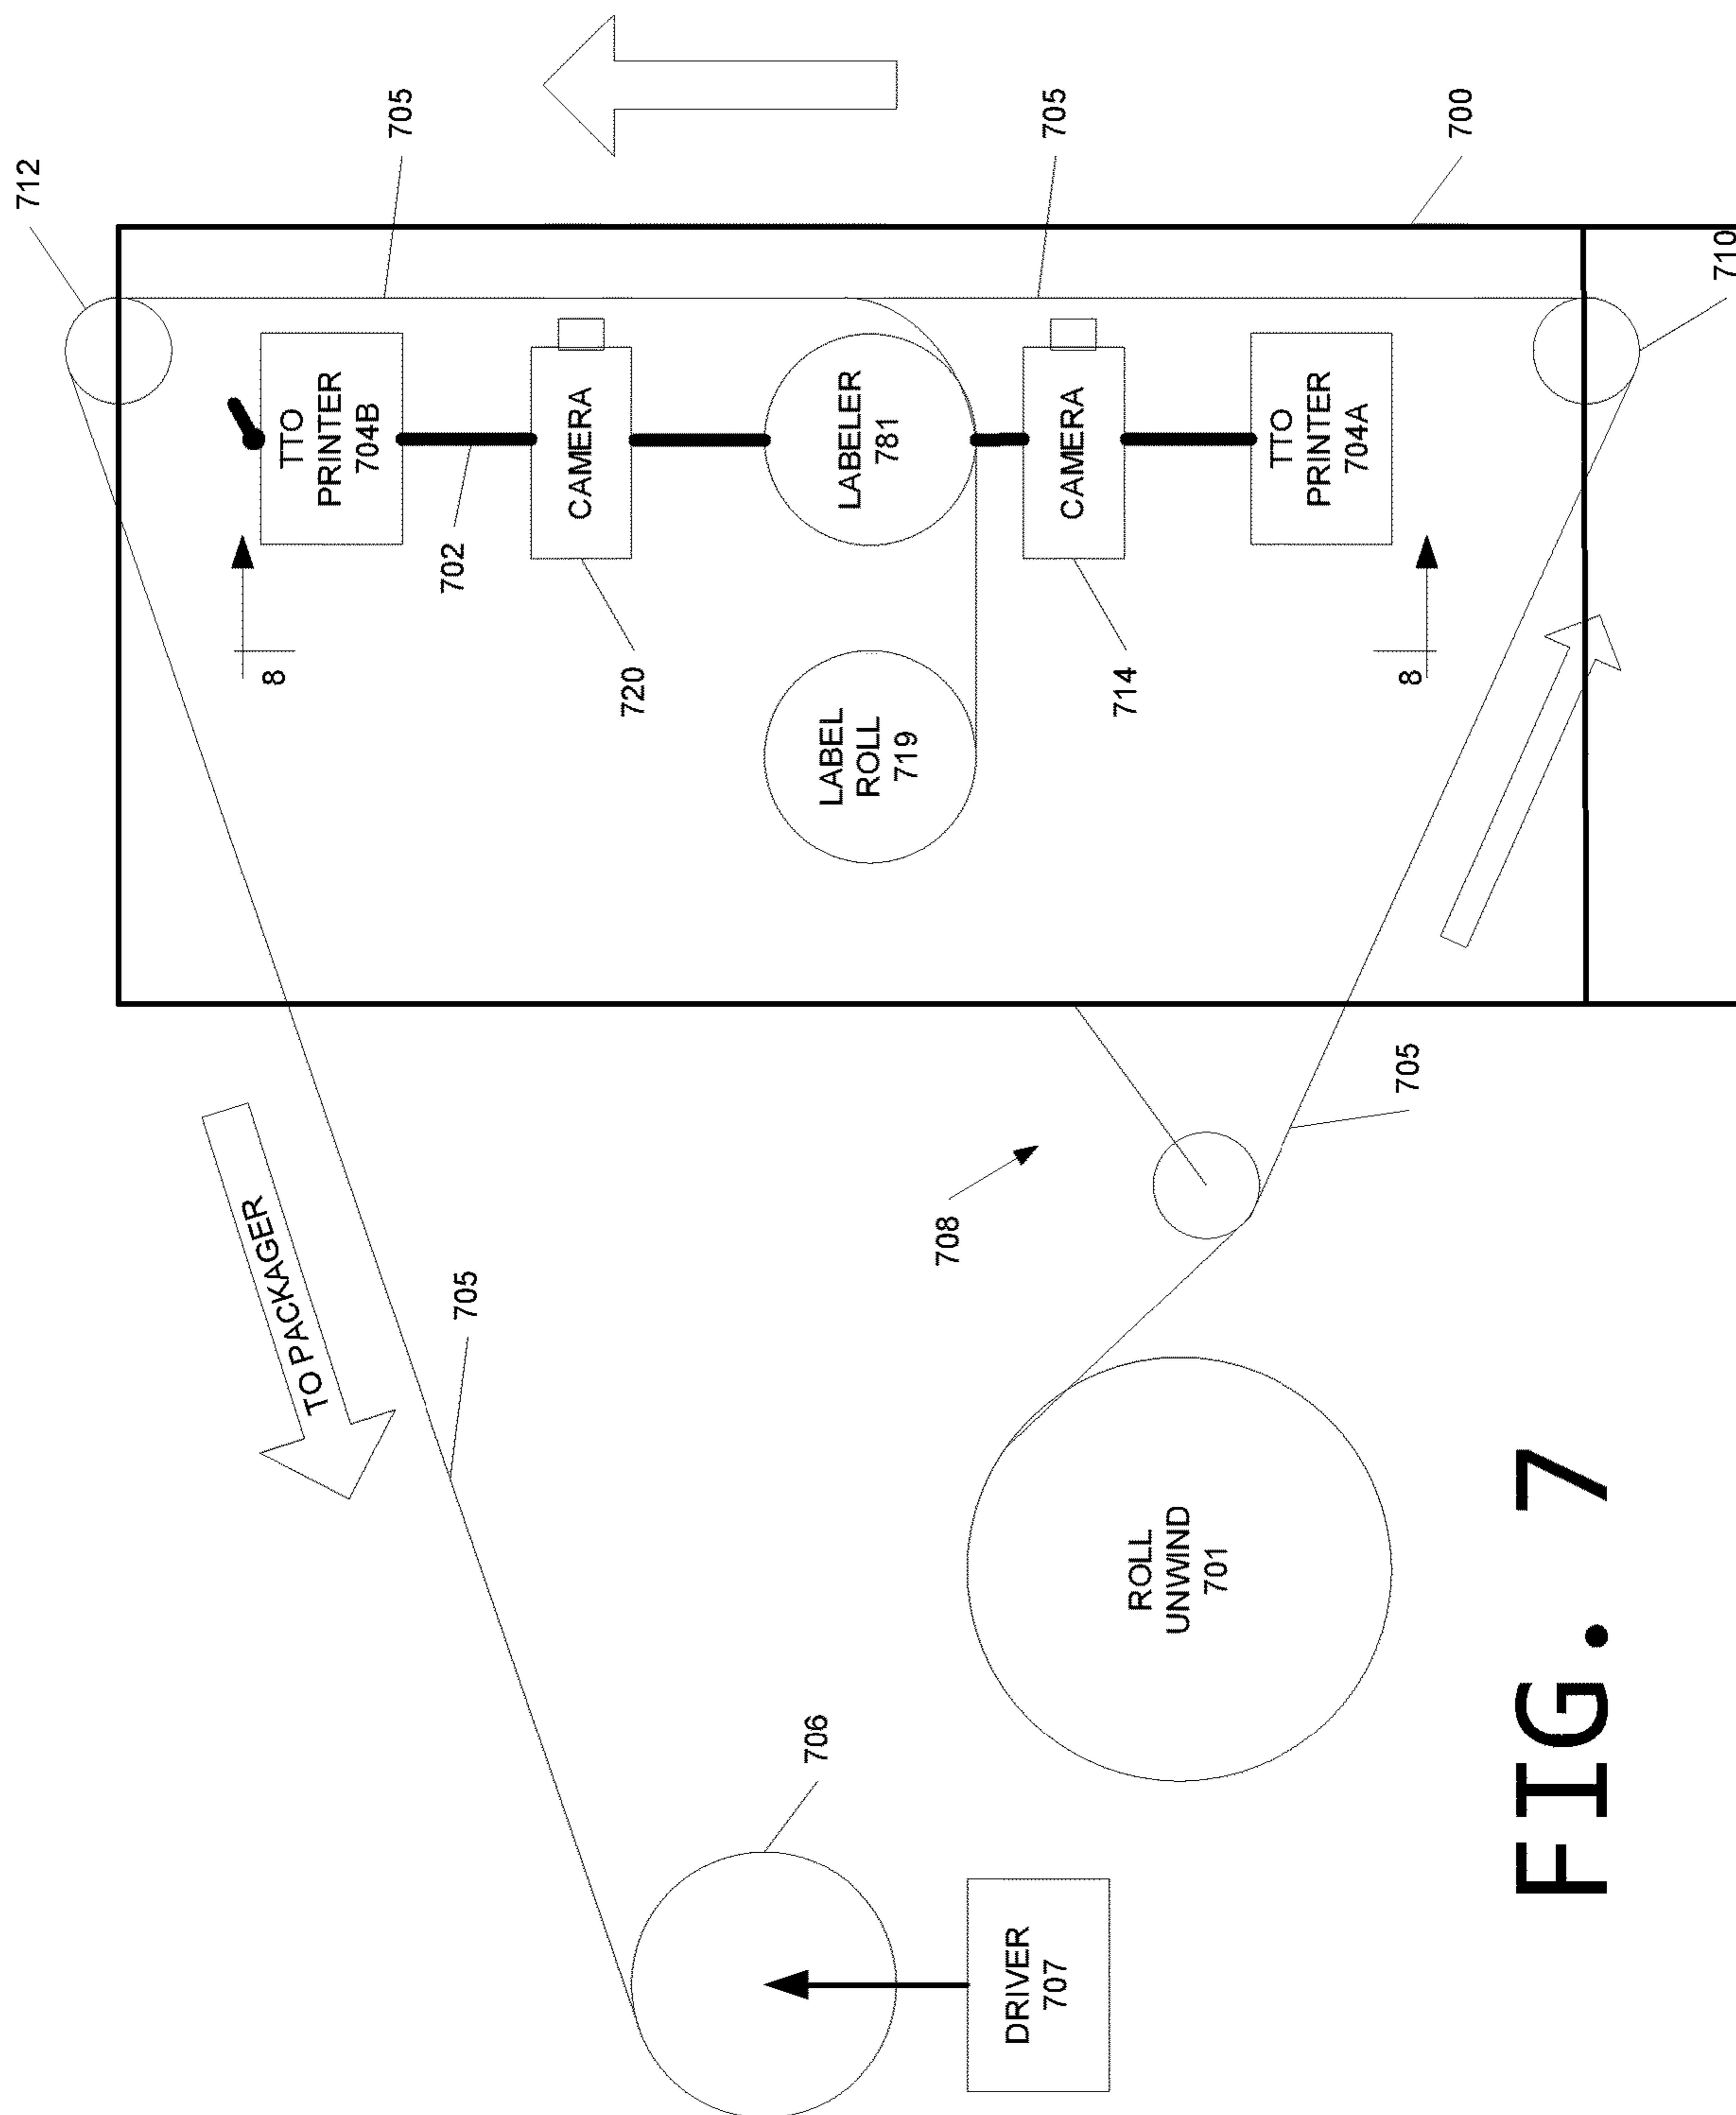 712
705
705
700
710
TTO
PRINTER
704B
702
CAMERA
720
LABELER
781
CAMERA
714
TTO
PRINTER
704A
8
8
LABEL
ROLL
719
TO PACKAGER
705
708
705
706
ROLL
UNWIND
701
DRIVER
707
FIG. 7